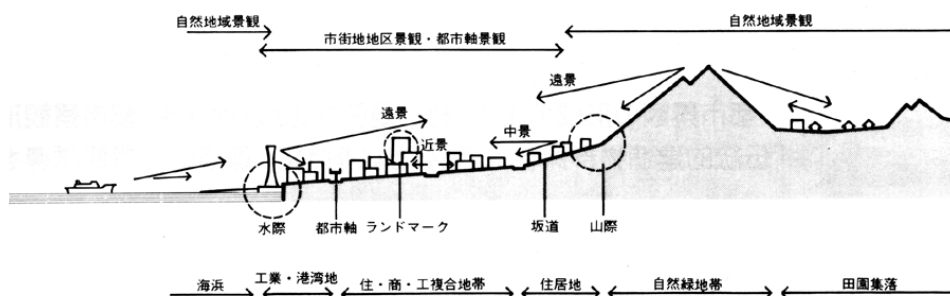 自然地域景観
自然地域景観
市街地地区景観・都市軸景観
遠景
遠景
中景
近景
水際
都市軸
ランドマーク
坂道
山際
海浜
工業・港湾地
住・商・工複合地帯
住居地
自然緑地帯
田園集落